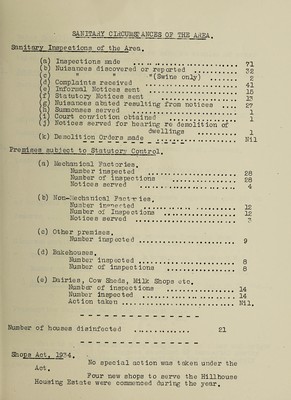 SANITARY CIRCUMSTANCES OF THE AREA.
Sanitary Inspections of the Area.
(a) Inspections made .................. 71
(b) Nuisances discovered or reported .......... 32
(c) " " "(Swine only) 2
(d) Complaints received .................. 41
(e) Informal Notices sent .................. 18
(f) Statutory Notices sent .................. 13
(g) Nuisances abated resulting from notices .... 27
(h) Summonses served .................. 1
(i) Court conviction obtained .................. 1
(j) Notices served for hearing re demolition of
dwellings ...... 1
(k) Demolition Orders made .................. Nil
Premises subject to Statutory Control.
(a) Mechanical Factories.
Number inspected .................. 28
Number of inspections .................. 28
Notices served .................. 4
(b) Non-Mechanical Factories.
Number inspected .................. 12
Number of Inspections .................. 12
Notices served ..................
(c) Other premises.
Number inspected .................. 9
(d) Bakehouses.
Number inspected .................. 8
Number of inspections .................. 8
(e) Dairies, Cow Sheds, Milk Shops etc.
Number of inspections .................. 14
Number inspected .................. 14
Action taken .................. Nil.
Number of houses disinfected ............. 21
Shops Act, 1934.
No special action was taken under the
Act.
Four new shops to serve the Hillhouse
Housing Estate were commenced during the year.